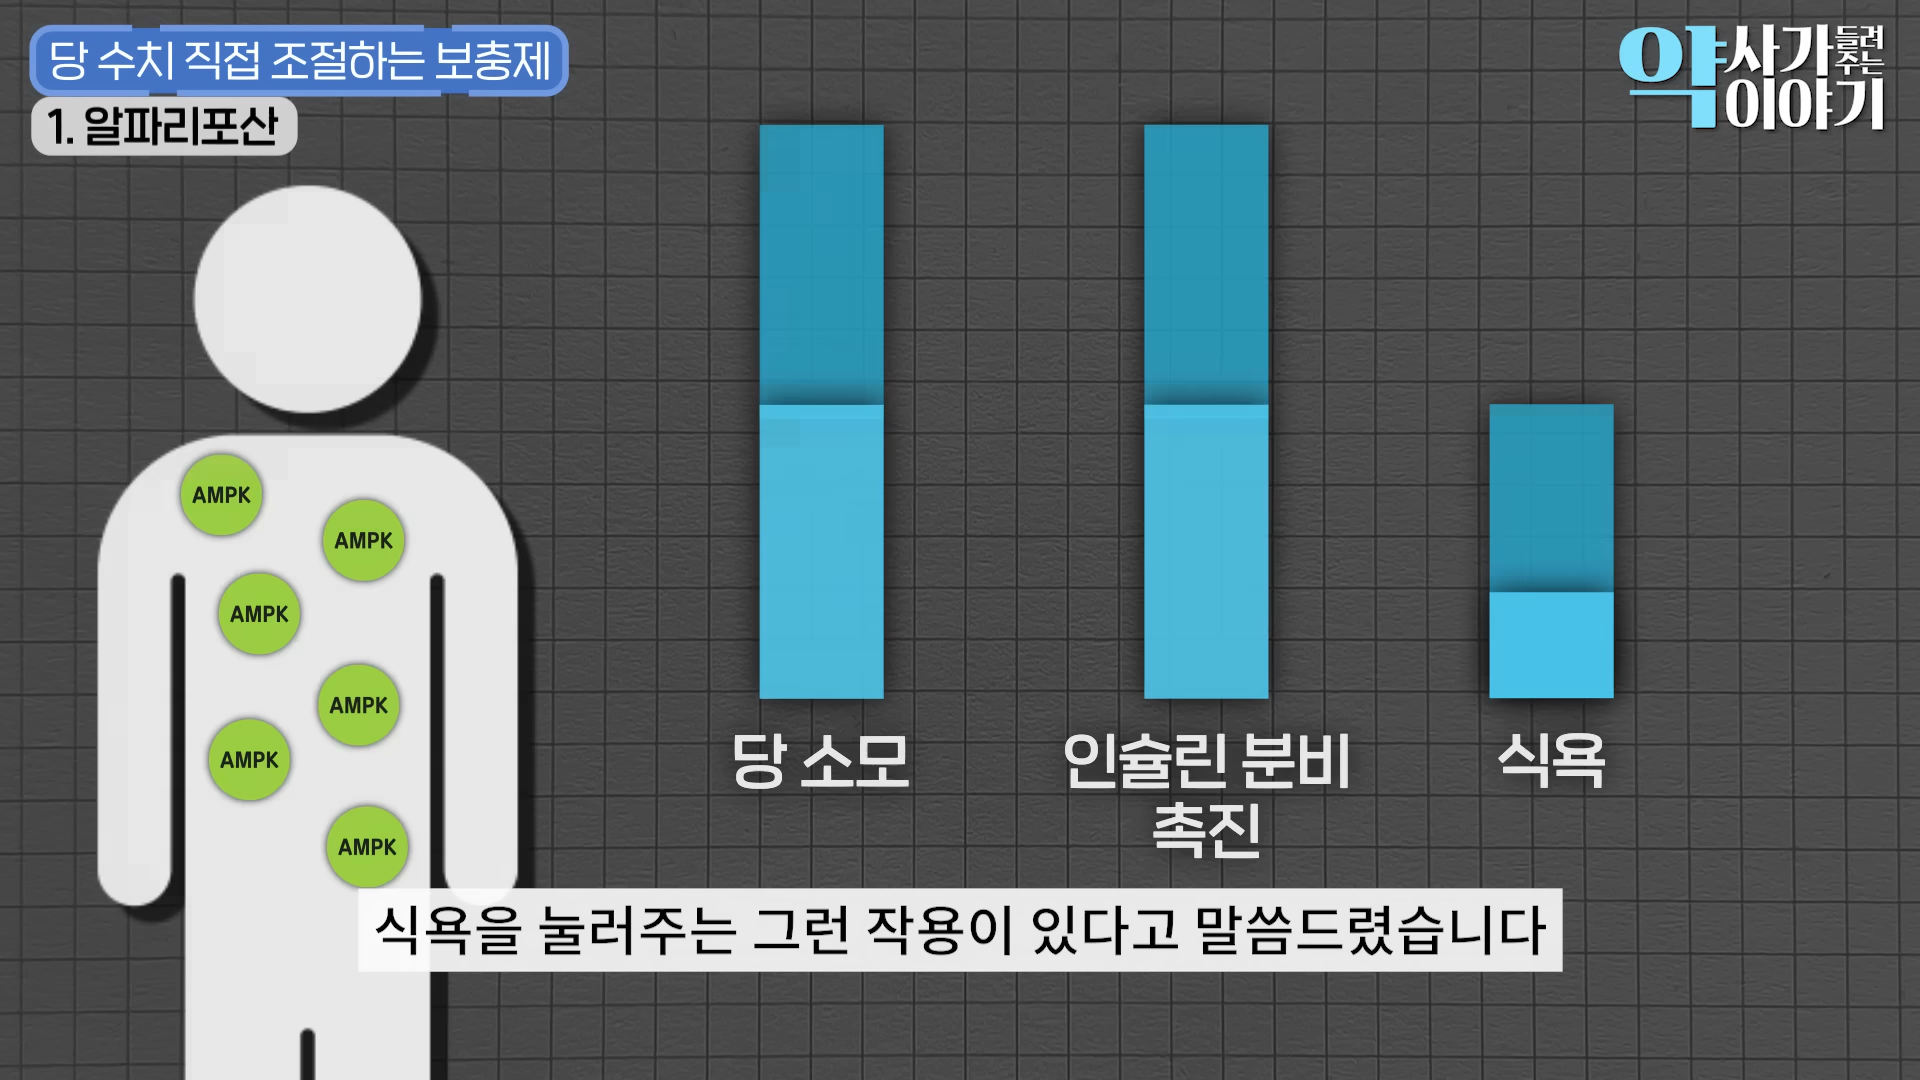 당 수치 직접 조절하는 보충제
1. 알파리포산
약사가 들려주는
이야기
AMPK
AMPK
AMPK
AMPK
AMPK
AMPK
당 소모
인슐린 분비
촉진
식욕
식욕을 눌러주는 그런 작용이 있다고 말씀드렸습니다